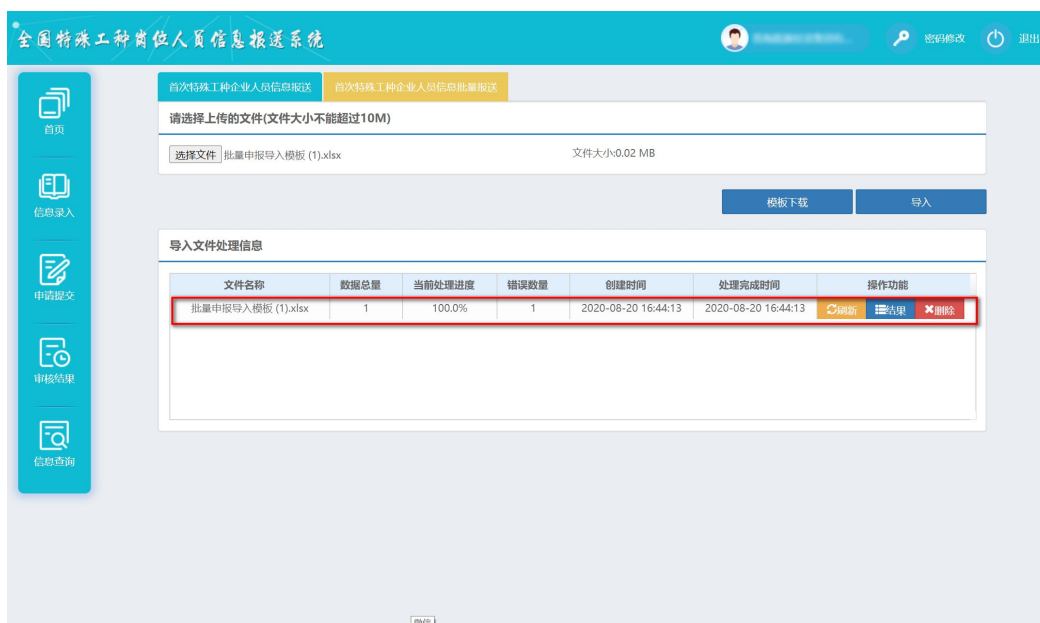 全国特殊工种岗位人员信息报送系统
密码修改
退出
首页
信息录入
申请提交
审核结果
信息查询
首次特殊工种企业人员信息报送 首次特殊工种企业人员信息批量报送
请选择上传的文件(文件大小不能超过10M)
选择文件 批量申报导入模板 (1).xlsx 文件大小:0.02 MB
模板下载 导入
导入文件处理信息
文件名称 数据总量 当前处理进度 错误数量 创建时间 处理完成时间 操作功能
批量申报导入模板 (1).xlsx 1 100.0% 1 2020-08-20 16:44:13 2020-08-20 16:44:13 刷新 结果 删除